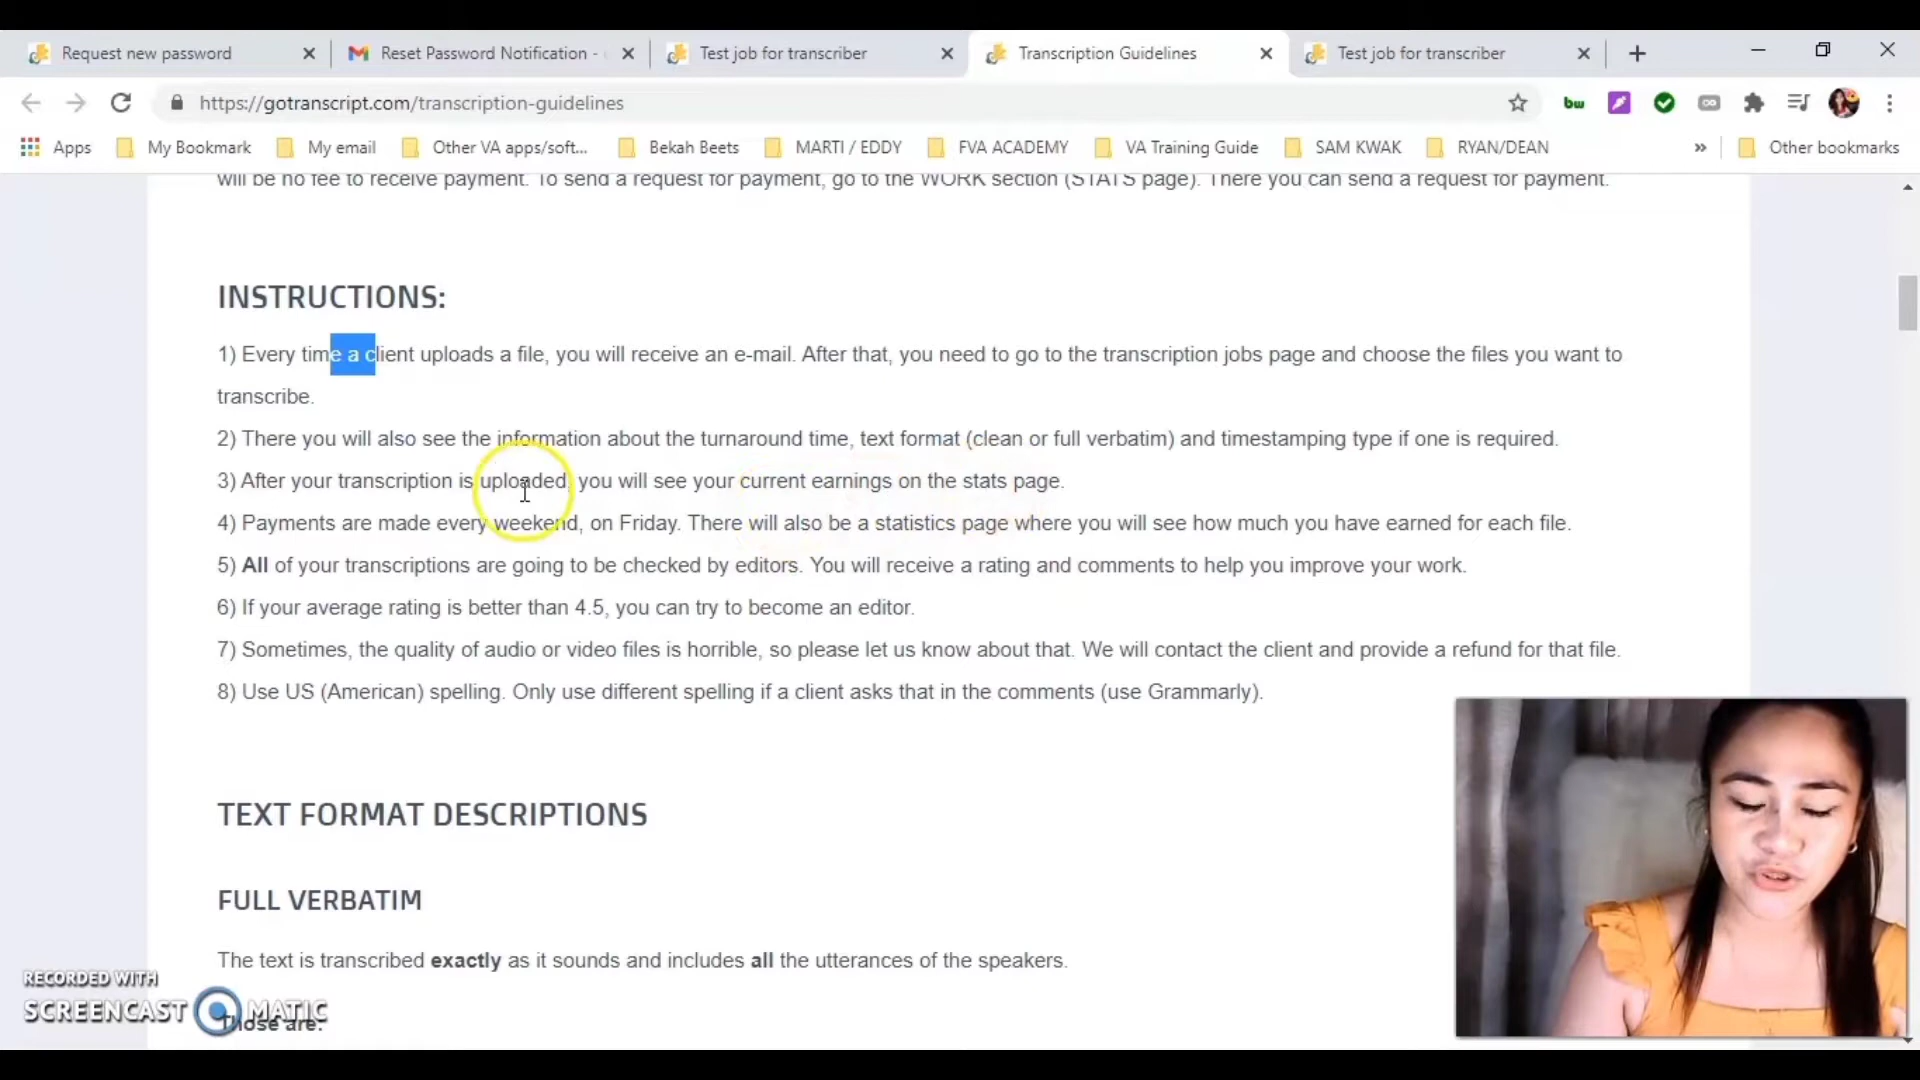 Request new password
Reset Password Notification -
Test job for transcriber
Transcription Guidelines
Test job for transcriber
https://gotranscript.com/transcription-guidelines
bw
Apps
My Bookmark
My email
Other VA apps/soft...
Bekah Beets
MARTI / EDDY
FVA ACADEMY
VA Training Guide
SAM KWAK
RYAN/DEAN
»
Other bookmarks
will be no fee to receive payment. To send a request for payment, go to the WORK section (STATS page). There you can send a request for payment.
INSTRUCTIONS:
1) Every time a client uploads a file, you will receive an e-mail. After that, you need to go to the transcription jobs page and choose the files you want to
transcribe.
2) There you will also see the information about the turnaround time, text format (clean or full verbatim) and timestamping type if one is required.
3) After your transcription is uploaded, you will see your current earnings on the stats page.
4) Payments are made every weekend, on Friday. There will also be a statistics page where you will see how much you have earned for each file.
5) All of your transcriptions are going to be checked by editors. You will receive a rating and comments to help you improve your work.
6) If your average rating is better than 4.5, you can try to become an editor.
7) Sometimes, the quality of audio or video files is horrible, so please let us know about that. We will contact the client and provide a refund for that file.
8) Use US (American) spelling. Only use different spelling if a client asks that in the comments (use Grammarly).
TEXT FORMAT DESCRIPTIONS
FULL VERBATIM
The text is transcribed exactly as it sounds and includes all the utterances of the speakers.
Those are:
RECORDED WITH
SCREENCAST MATIC